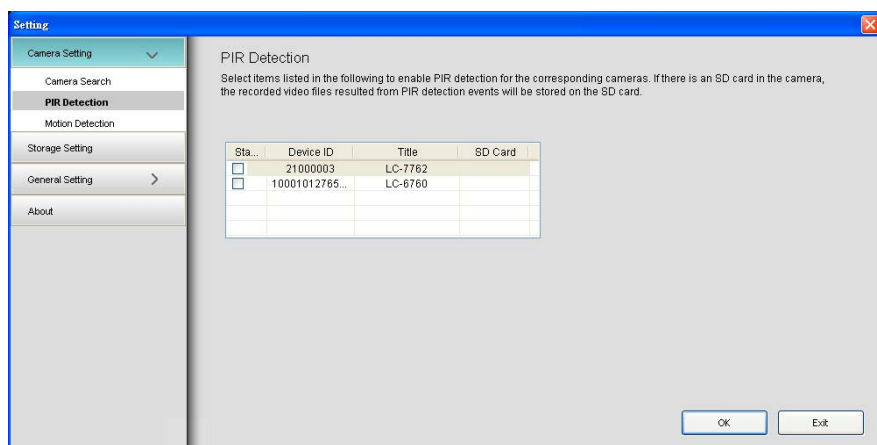 Setting
Camera Setting
Camera Search
PIR Detection
Motion Detection
Storage Setting
General Setting
About
PIR Detection
Select items listed in the following to enable PIR detection for the corresponding cameras. If there is an SD card in the camera,
the recorded video files resulted from PIR detection events will be stored on the SD card.
Sta... Device ID Title SD Card
21000003 LC-7762
10001012765... LC-6760
OK Exit